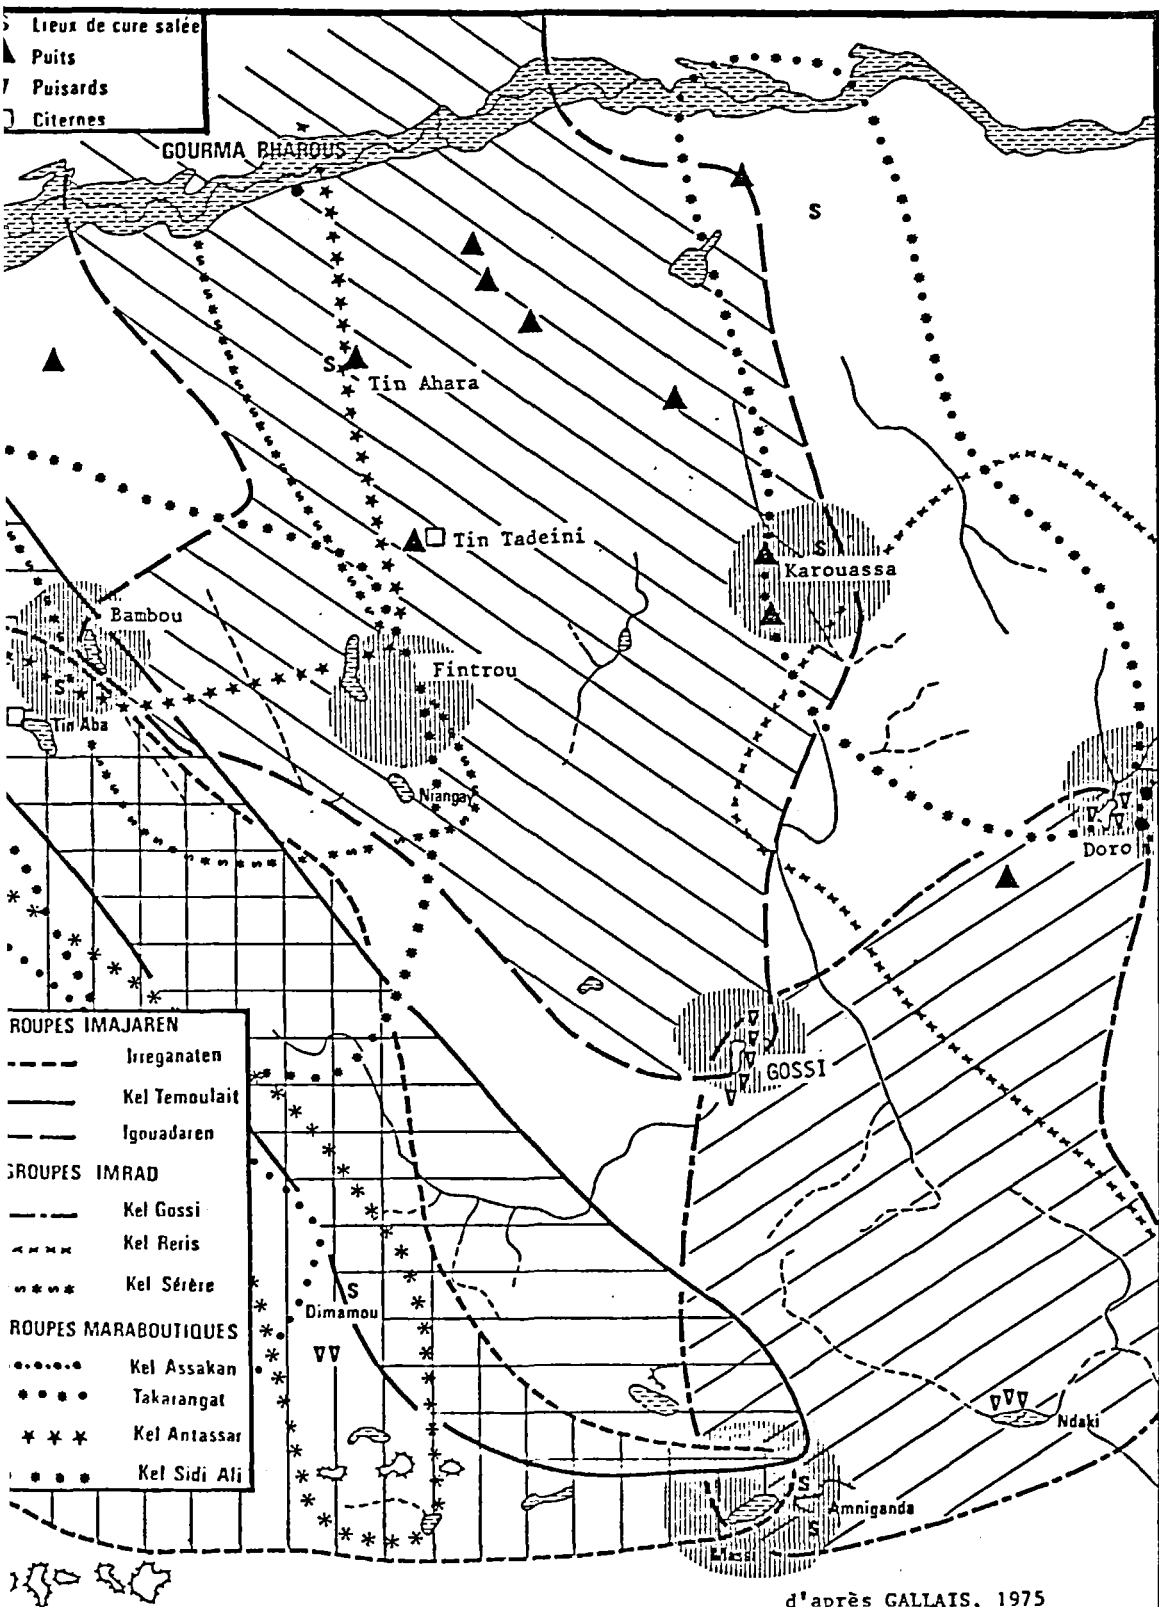 Lieux de cure salée
Puits
Puisards
Citernes
GOURMA RHAROUS
S
S
Tin Ahara
Tin Tadeini
S
Karouassa
Bambou
Fintrou
S
Tin Aba
Niangay
Doro
GOSSI
ROUPES IMAJAREN
Irreganaten
Kel Temoulait
Igouadaren
GROUPES IMRAD
Kel Gossi
Kel Reris
Kel Sérère
ROUPES MARABOUTIQUES
Kel Assakan
Takarangat
Kel Antassar
Kel Sidi Ali
S
Dimamou
Ndaki
S
Amniganda
S
d'après GALLAIS, 1975